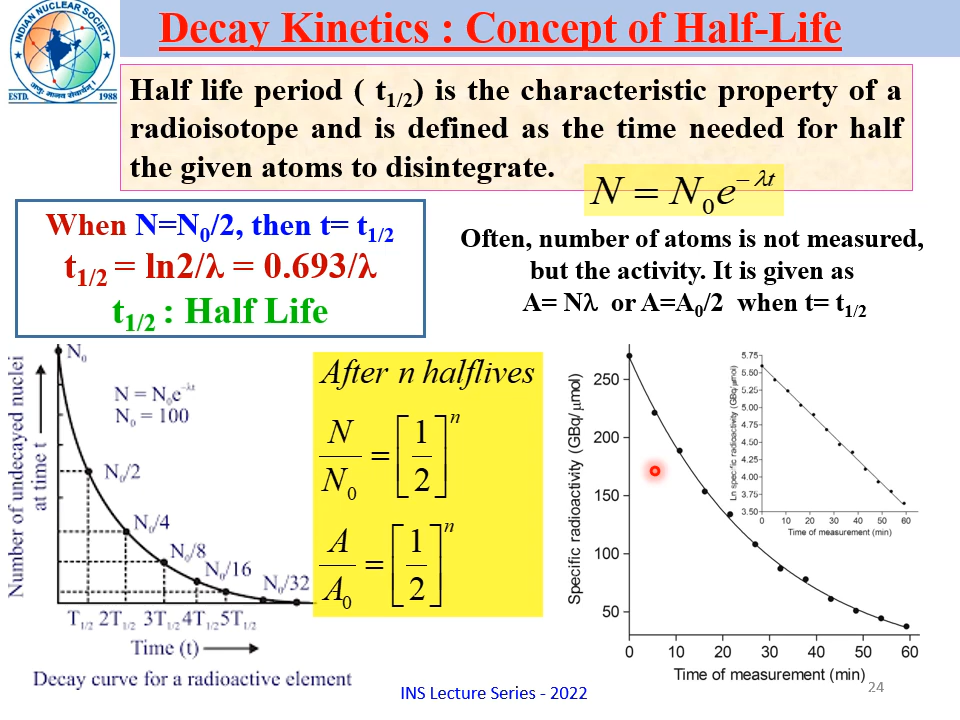 INDIAN NUCLEAR SOCIETY
ESTD. 1988
Decay Kinetics : Concept of Half-Life
Half life period ( t1/2) is the characteristic property of a
radioisotope and is defined as the time needed for half
the given atoms to disintegrate.
N = N0e−λt
When N=N0/2, then t= t1/2
t1/2 = ln2/λ = 0.693/λ
t1/2 : Half Life
Often, number of atoms is not measured,
but the activity. It is given as
A= Nλ or A=A0/2 when t= t1/2
Number of undecayed nuclei
at time t
N0
N = N0e-λt
N0 = 100
N0/2
N0/4
N0/8
N0/16
N0/32
T1/2 2T1/2 3T1/2 4T1/2 5T1/2
Time (t)
Decay curve for a radioactive element
After n halflives
N/N0 = [1/2]n
A/A0 = [1/2]n
Specific radioactivity (GBq/μmol)
250
200
150
100
50
0 10 20 30 40 50 60
Time of measurement (min)
Ln specific radioactivity (GBq/μmol)
5.75
5.50
5.25
5.00
4.75
4.50
4.25
4.00
3.75
3.50
0 10 20 30 40 50 60
Time of measurement (min)
INS Lecture Series - 2022
24